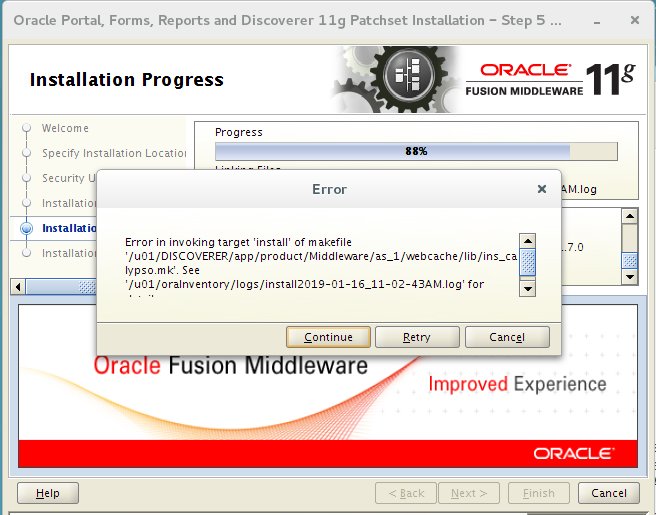 Oracle Portal, Forms, Reports and Discoverer 11g Patchset Installation – Step 5 ...
Installation Progress
ORACLE
FUSION MIDDLEWARE
11g
Welcome
Specify Installation Locatio
Security U
Installation
Installatio
Installation
Progress
88%
AM.log
.7.0
Error
Error in invoking target 'install' of makefile
'/u01/DISCOVERER/app/product/Middleware/as_1/webcache/lib/ins_ca
lypso.mk'. See
'/u01/oraInventory/logs/install2019-01-16_11-02-43AM.log' for
Continue
Retry
Cancel
Oracle Fusion Middleware
Improved Experience
ORACLE
Help
< Back
Next >
Finish
Cancel